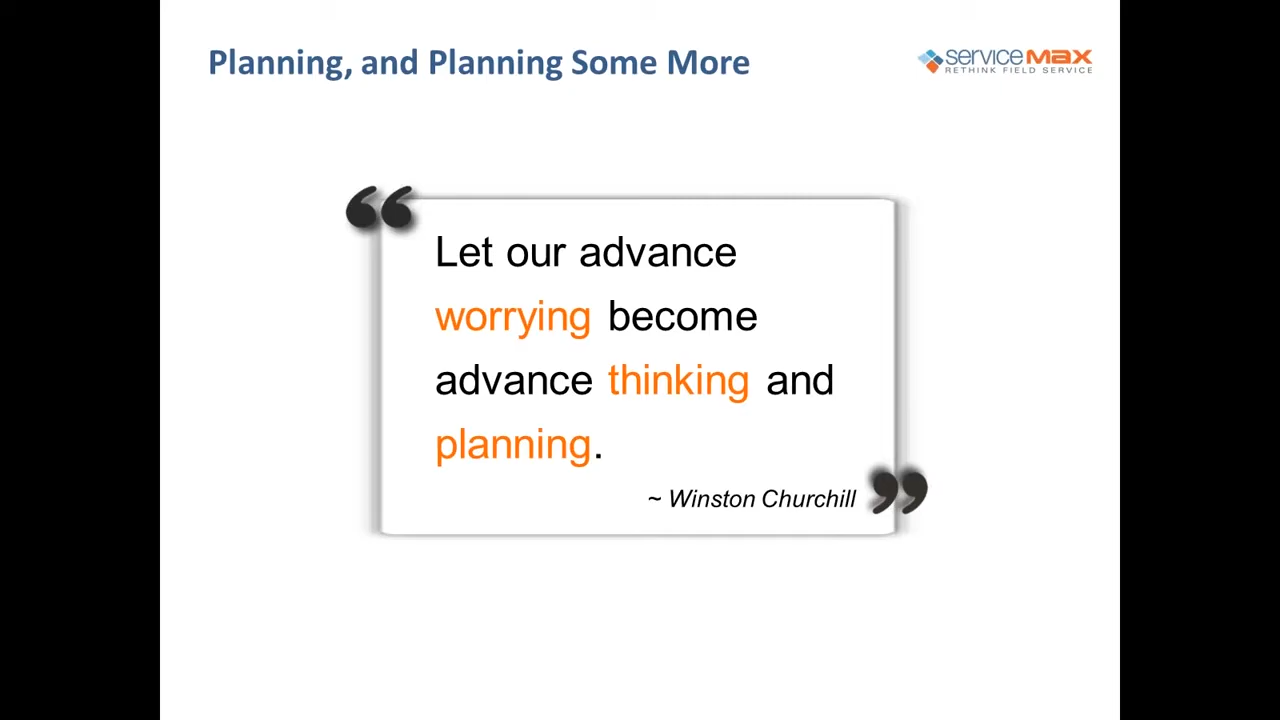 Planning, and Planning Some More
serviceMAX
RETHINK FIELD SERVICE
“Let our advance
worrying become
advance thinking and
planning.
~ Winston Churchill”